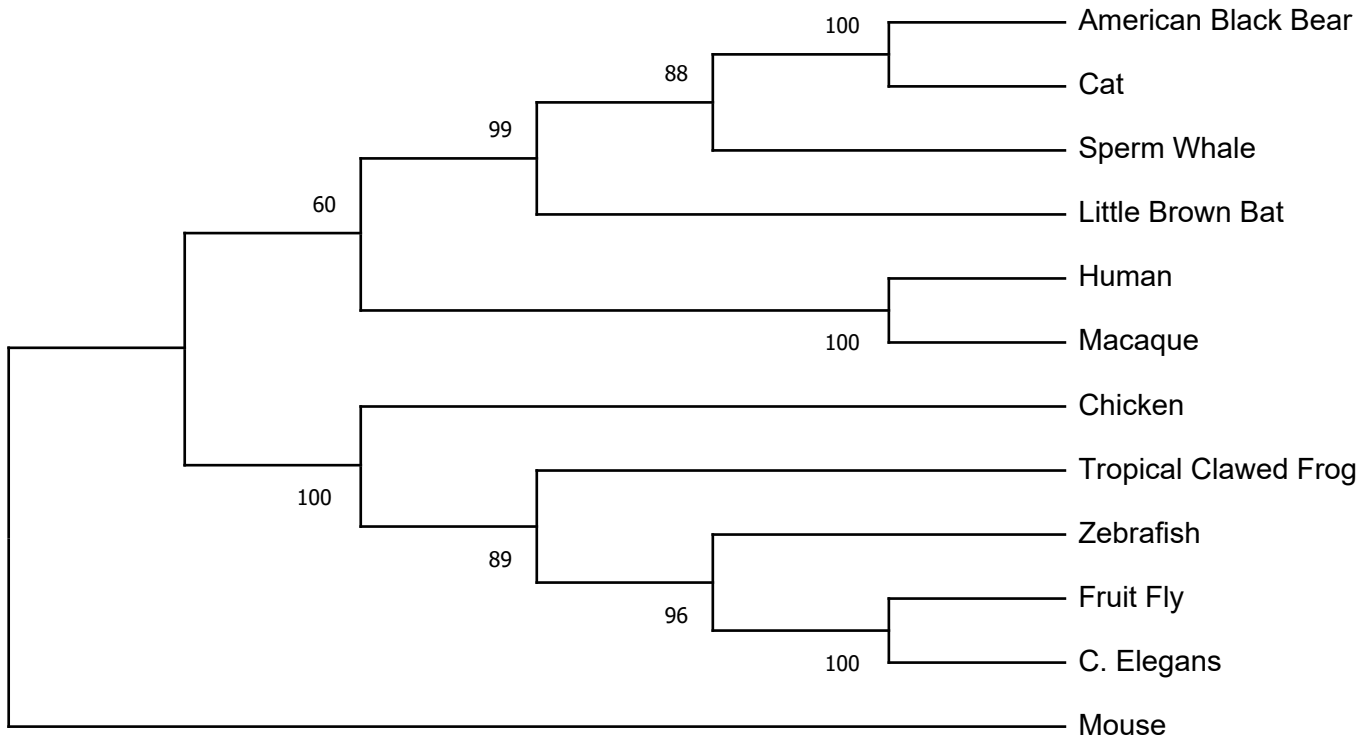 100
American Black Bear
88
Cat
99
Sperm Whale
60
Little Brown Bat
Human
100
Macaque
Chicken
100
Tropical Clawed Frog
89
Zebrafish
96
Fruit Fly
100
C. Elegans
Mouse